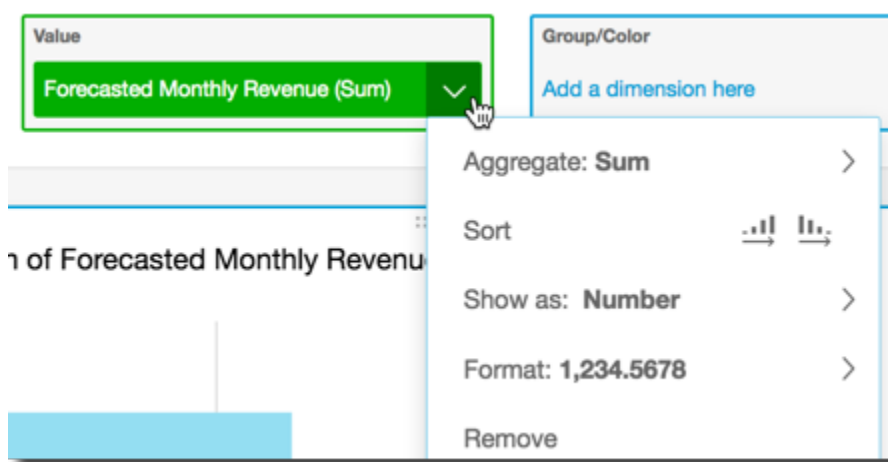 Value
Forecasted Monthly Revenue (Sum)
Group/Color
Add a dimension here
Aggregate: Sum
Sort
of Forecasted Monthly
Show as: Number
Format: 1,234.5678
Remove